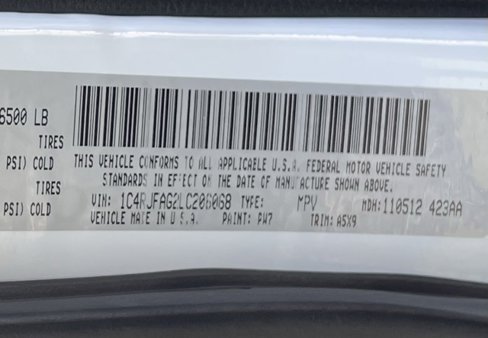 6500 LB
TIRES
PSI) COLD
TIRES
PSI) COLD
THIS VEHICLE CONFORMS TO ALL APPLICABLE U.S.A. FEDERAL MOTOR VEHICLE SAFETY
STANDARDS IN EFFECT ON THE DATE OF MANUFACTURE SHOWN ABOVE.
VIN: 1C4RJFAG2LC206068 TYPE: MPV MDH: 110512 423AA
VEHICLE MADE IN U.S.A. PAINT: PW7 TRIM: A5X9